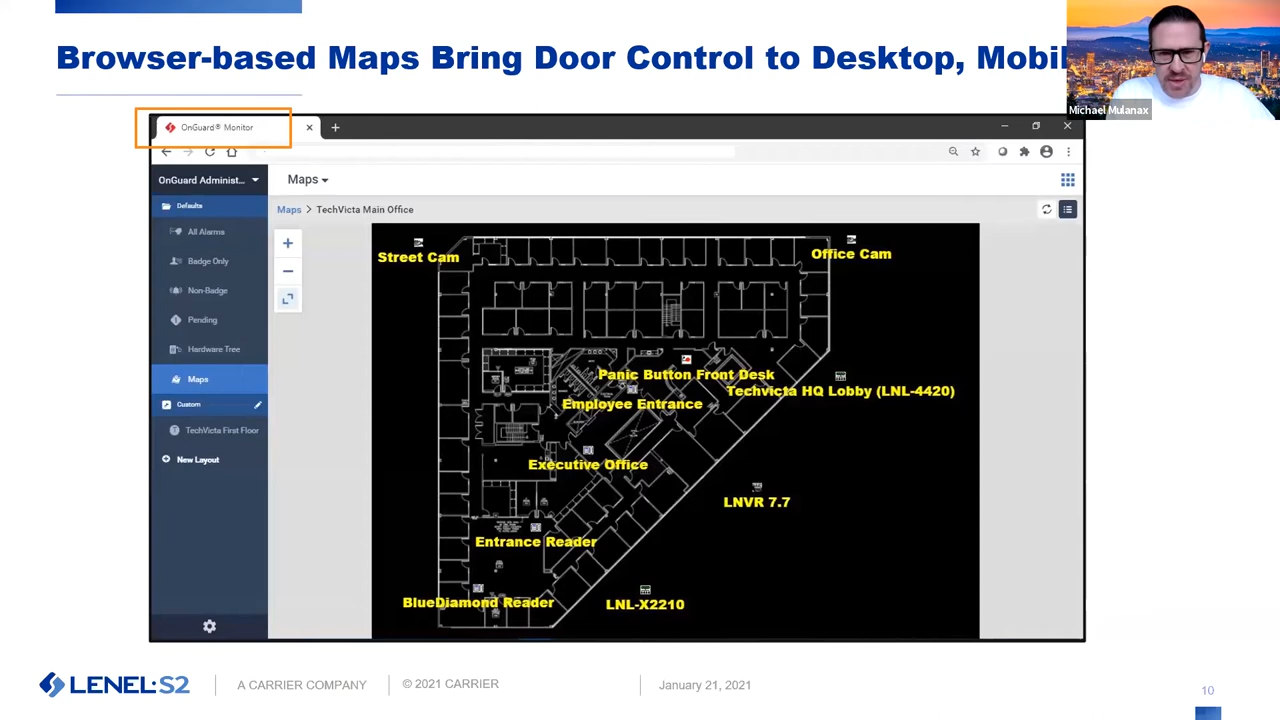 Browser-based Maps Bring Door Control to Desktop, Mobil
Michael Mulanax
OnGuard® Monitor
OnGuard Administ...
Maps
Defaults
Maps > TechVicta Main Office
All Alarms
Badge Only
Non-Badge
Pending
Hardware Tree
Maps
Custom
TechVicta First Floor
New Layout
Street Cam
Office Cam
Panic Button Front Desk
Techvicta HQ Lobby (LNL-4420)
Employee Entrance
Executive Office
LNVR 7.7
Entrance Reader
BlueDiamond Reader
LNL-X2210
LENEL·S2
A CARRIER COMPANY
© 2021 CARRIER
January 21, 2021
10